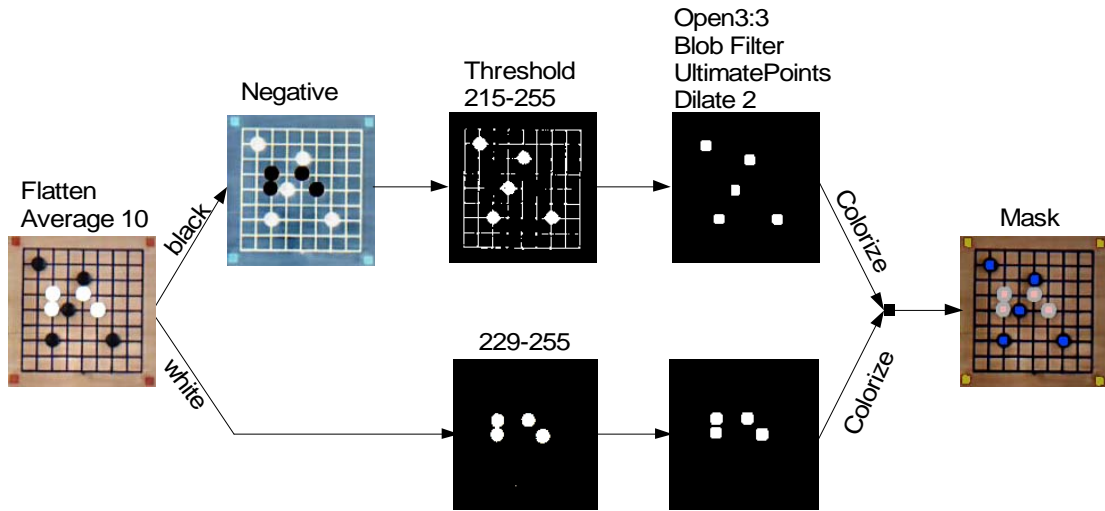 Flatten
Average 10
black
white
Negative
Threshold
215-255
Open3:3
Blob Filter
UltimatePoints
Dilate 2
229-255
Colorize
Colorize
Mask